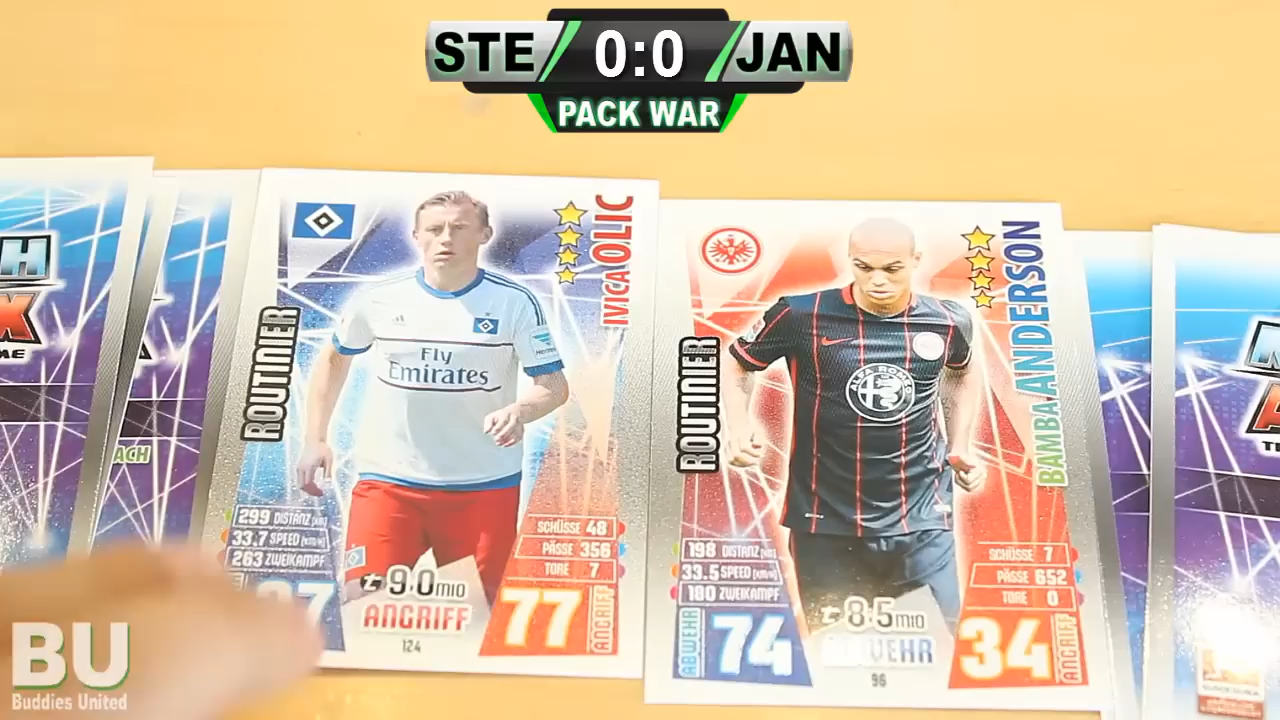 STE 0:0 JAN
PACK WAR
ROUTINIER
IVICA OLIC
Fly
Emirates
299 DISTANZ [km]
33.7 SPEED [km/h]
263 ZWEIKAMPF
SCHÜSSE 48
PÄSSE 356
TORE 7
9.0 MIO
ANGRIFF
77
ANGRIFF
124
ROUTINIER
BAMBA ANDERSON
ALFA ROMEO
198 DISTANZ [km]
33.5 SPEED [km/h]
180 ZWEIKAMPF
SCHÜSSE 7
PÄSSE 652
TORE 0
8.5 MIO
ABWEHR
74
34
ANGRIFF
96
ACH
BU
Buddies United